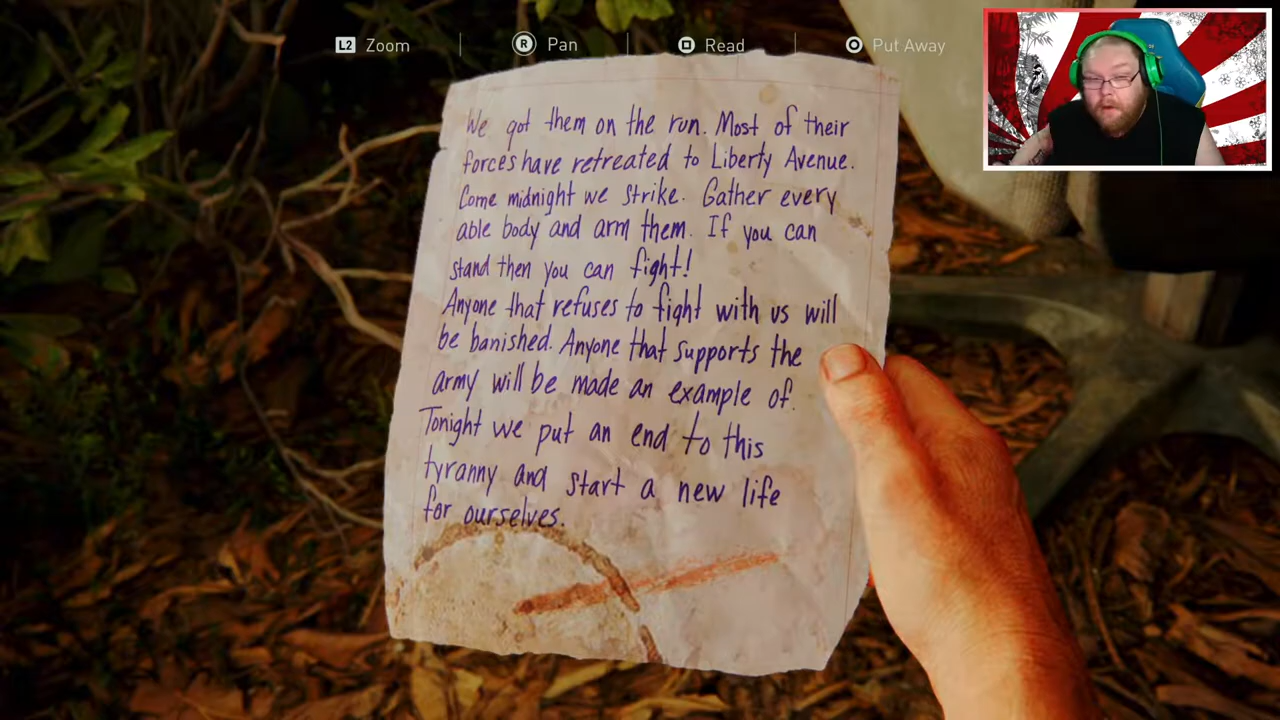 L2 Zoom | R Pan | Read | Put Away
We got them on the run. Most of their
forces have retreated to Liberty Avenue.
Come midnight we strike. Gather every
able body and arm them. If you can
stand then you can fight!
Anyone that refuses to fight with us will
be banished. Anyone that supports the
army will be made an example of.
Tonight we put an end to this
tyranny and start a new life
for ourselves.